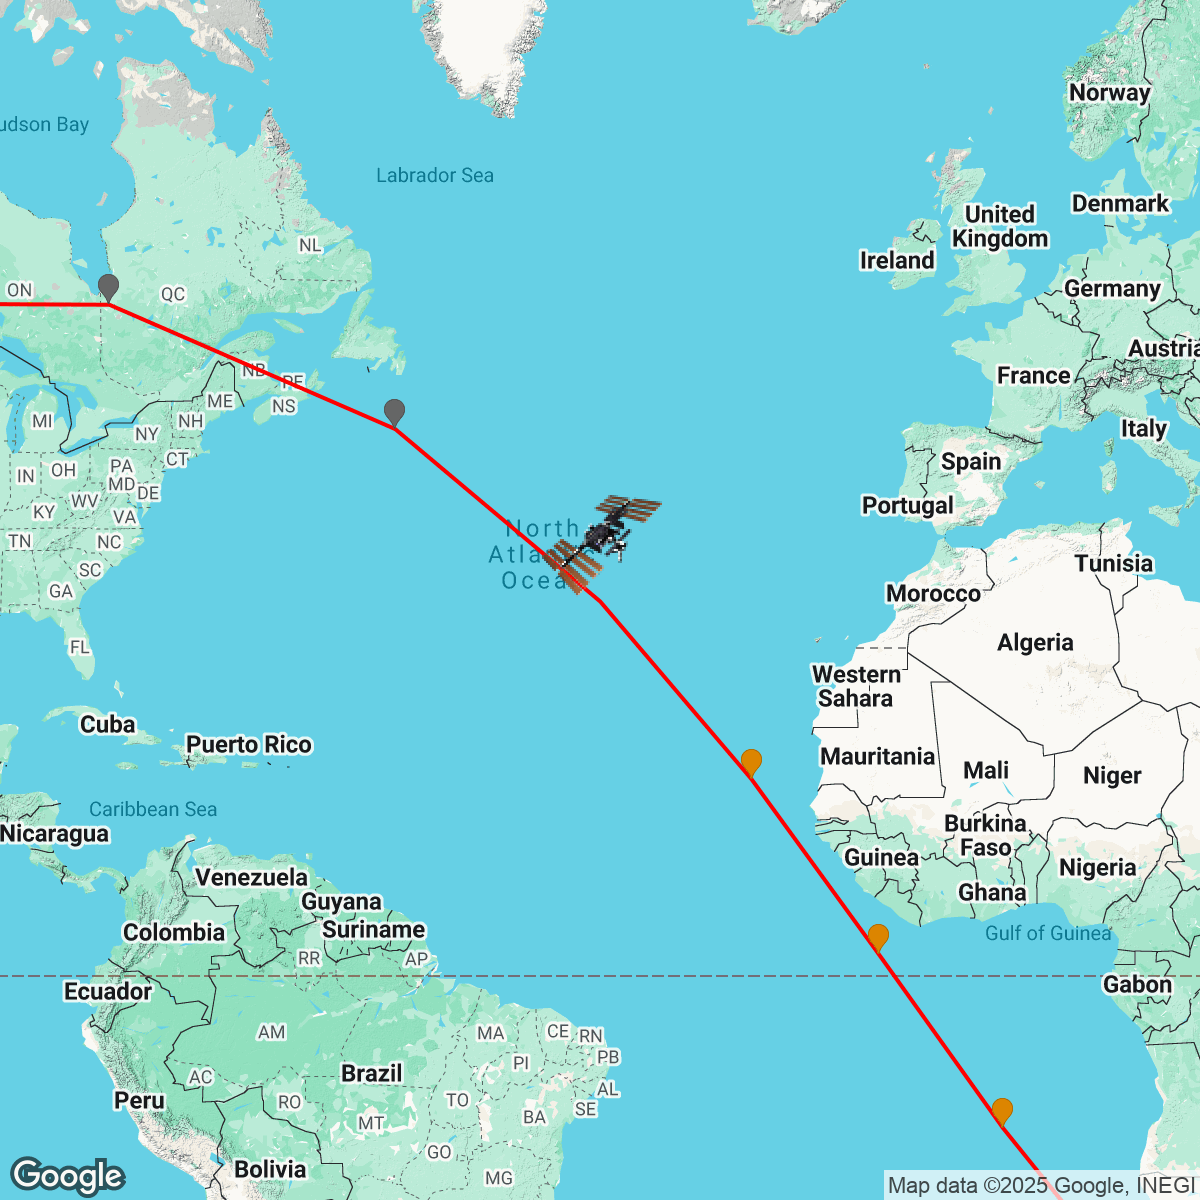 Norway
udson Bay
Labrador Sea
Denmark
United
Kingdom
NL
Ireland
ON
QC
Germany
Austria
NB
PE
France
ME
NS
MI
NH
NY
Italy
CT
PA
Spain
IN
OH
MD
DE
WV
Portugal
KY
VA
North
TN
NC
Tunisia
SC
Ocea
GA
Morocco
FL
Algeria
Western
Sahara
Cuba
Puerto Rico
Mauritania
Mali
Niger
Caribbean Sea
Nicaragua
Burkina
Faso
Guinea
Nigeria
Venezuela
Ghana
Guyana
Suriname
Colombia
Gulf of Guinea
RR
AP
Ecuador
Gabon
AM
MA
CE
RN
PI
PB
Brazil
AC
AL
Peru
RO
TO
SE
MT
BA
GO
Bolivia
MG
Google
Map data ©2025 Google, INEGI